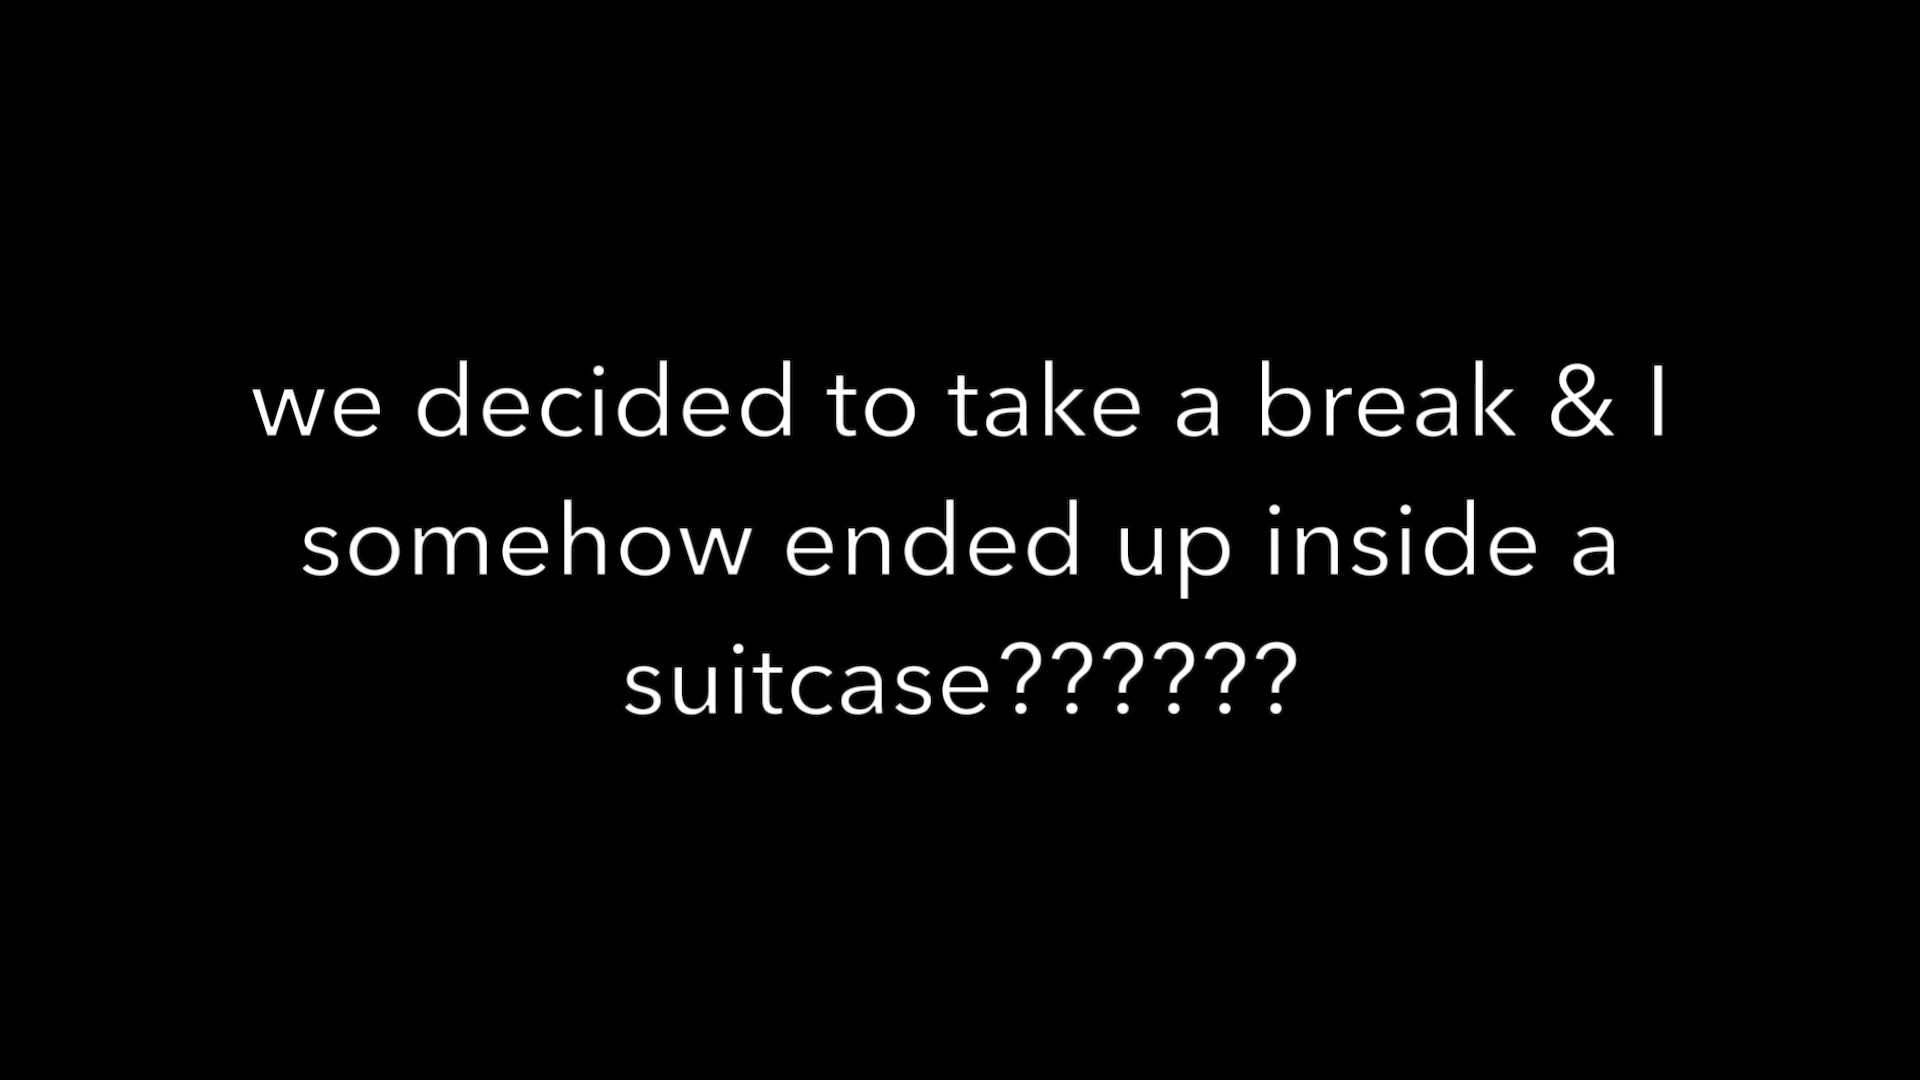 we decided to take a break & I
somehow ended up inside a
suitcase??????